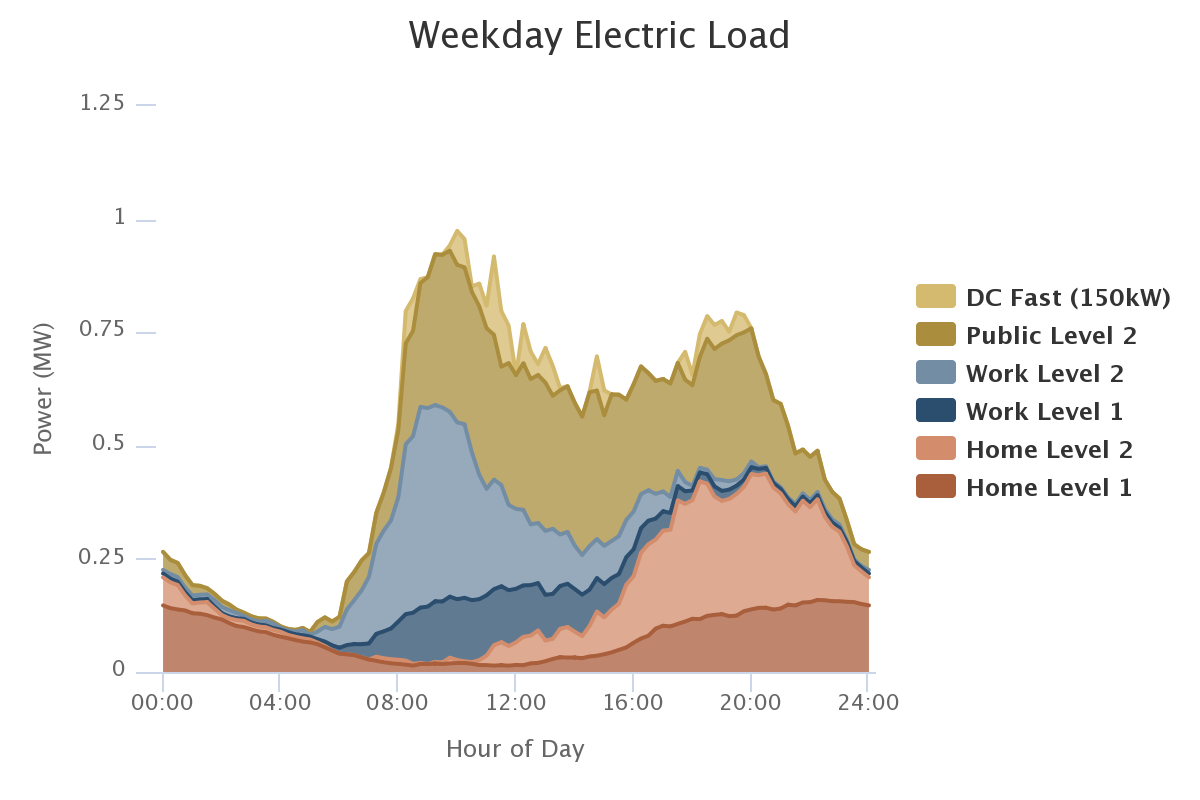 Weekday Electric Load
1.25
1
0.75
0.5
0.25
0
Power (MW)
00:00 04:00 08:00 12:00 16:00 20:00 24:00
Hour of Day
DC Fast (150kW)
Public Level 2
Work Level 2
Work Level 1
Home Level 2
Home Level 1